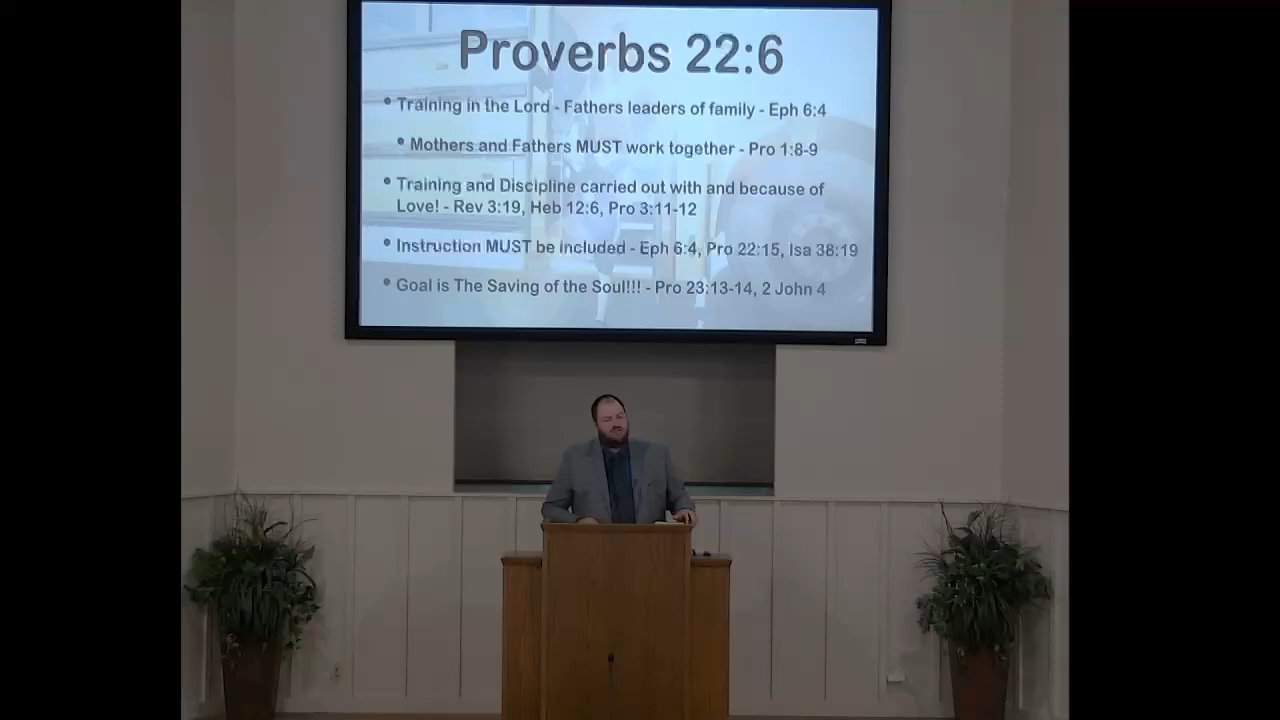 Proverbs 22:6
• Training in the Lord - Fathers leaders of family - Eph 6:4
• Mothers and Fathers MUST work together - Pro 1:8-9
• Training and Discipline carried out with and because of
Love! - Rev 3:19, Heb 12:6, Pro 3:11-12
• Instruction MUST be included - Eph 6:4, Pro 22:15, Isa 38:19
• Goal is The Saving of the Soul!!! - Pro 23:13-14, 2 John 4